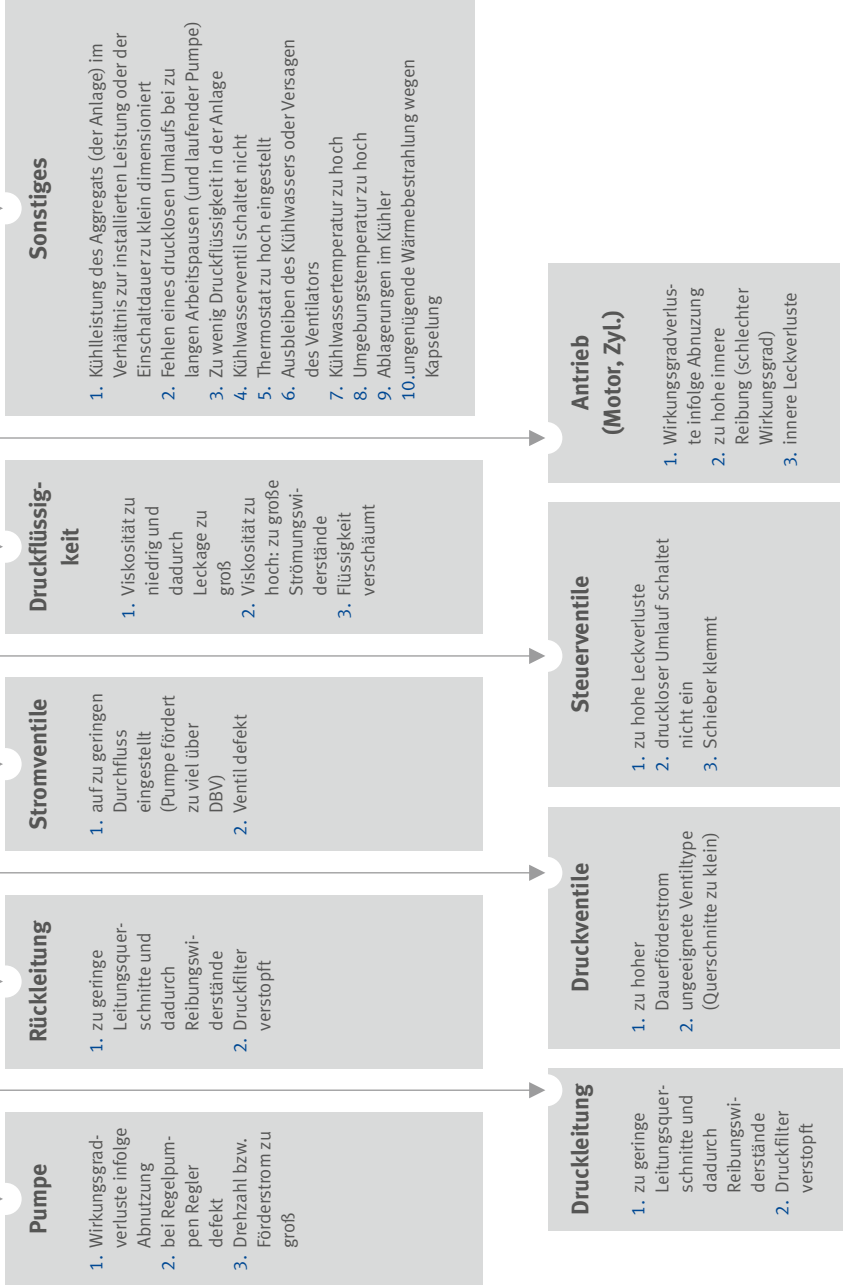 Pumpe
1. Wirkungsgrad-
verluste infolge
Abnutzung
2. bei Regelpum-
pen Regler
defekt
3. Drehzahl bzw.
Förderstrom zu
groß
Rückleitung
1. zu geringe
Leitungsquer-
schnitte und
dadurch
Reibungswi-
derstände
2. Druckfilter
verstopft
Stromventile
1. auf zu geringen
Durchfluss
eingestellt
(Pumpe fördert
zu viel über
DBV)
2. Ventil defekt
Druckflüssig-
keit
1. Viskosität zu
niedrig und
dadurch
Leckage zu
groß
2. Viskosität zu
hoch: zu große
Strömungswi-
derstände
3. Flüssigkeit
verschäumt
Sonstiges
1. Kühlleistung des Aggregats (der Anlage) im
Verhältnis zur installierten Leistung oder der
Einschaltdauer zu klein dimensioniert
2. Fehlen eines drucklosen Umlaufs bei zu
langen Arbeitspausen (und laufender Pumpe)
3. Zu wenig Druckflüssigkeit in der Anlage
4. Kühlwasserventil schaltet nicht
5. Thermostat zu hoch eingestellt
6. Ausbleiben des Kühlwassers oder Versagen
des Ventilators
7. Kühlwassertemperatur zu hoch
8. Umgebungstemperatur zu hoch
9. Ablagerungen im Kühler
10.ungenügende Wärmebestrahlung wegen
Kapselung
Druckleitung
1. zu geringe
Leitungsquer-
schnitte und
dadurch
Reibungswi-
derstände
2. Druckfilter
verstopft
Druckventile
1. zu hoher
Dauerförderstrom
2. ungeeignete Ventiltype
(Querschnitte zu klein)
Steuerventile
1. zu hohe Leckverluste
2. druckloser Umlauf schaltet
nicht ein
3. Schieber klemmt
Antrieb
(Motor, Zyl.)
1. Wirkungsgradverlus-
te infolge Abnuzung
2. zu hohe innere
Reibung (schlechter
Wirkungsgrad)
3. innere Leckverluste